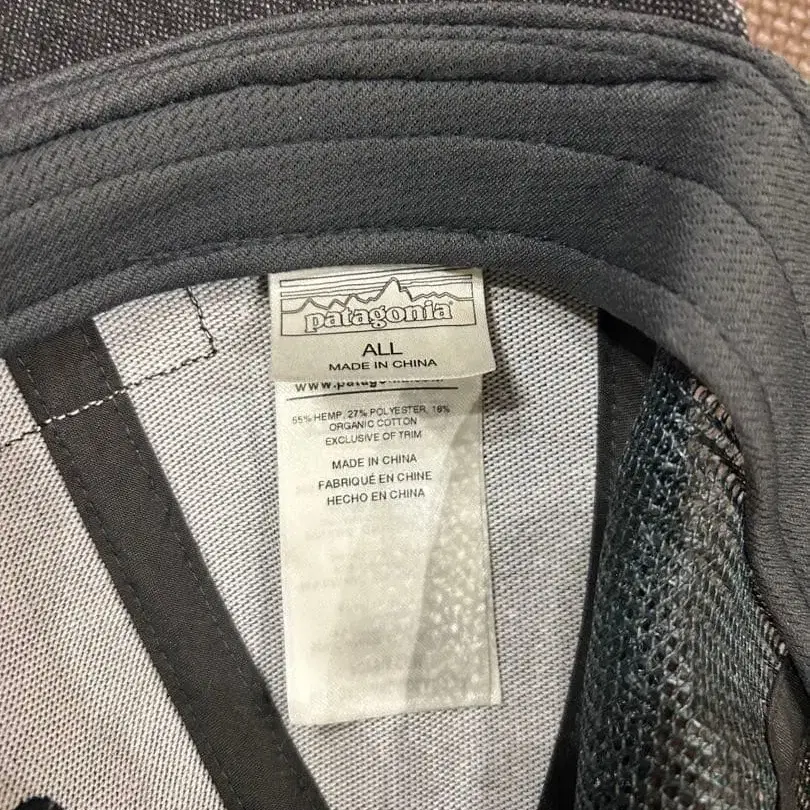 patagonia®
ALL
MADE IN CHINA
55% HEMP, 27% POLYESTER, 18%
ORGANIC COTTON
EXCLUSIVE OF TRIM
MADE IN CHINA
FABRIQUÉ EN CHINE
HECHO EN CHINA